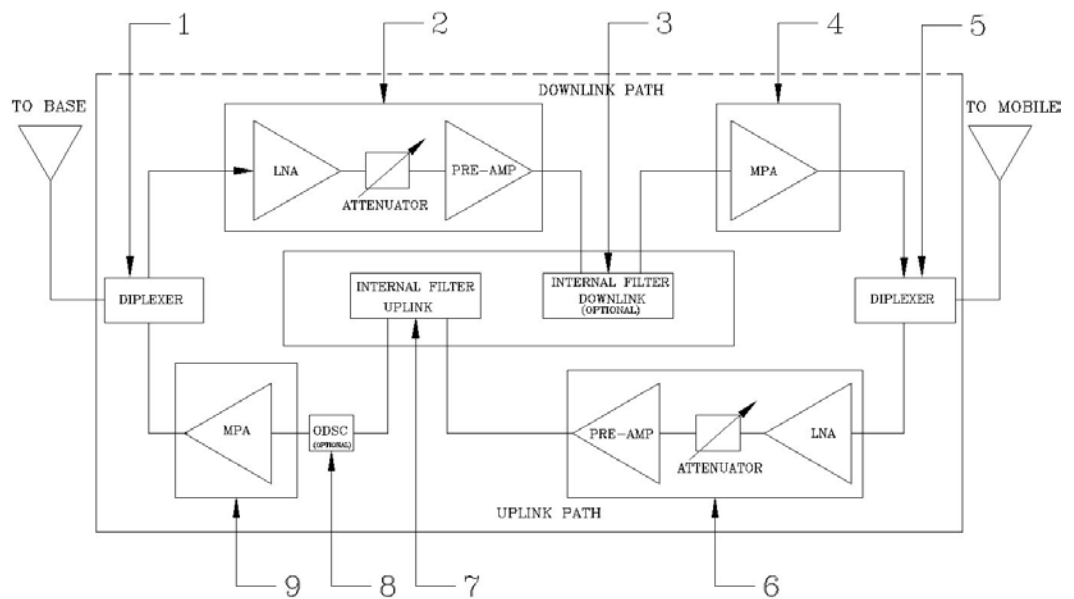 1
2
3
4
5
DOWNLINK PATH
TO BASE
TO MOBILE
LNA
ATTENUATOR
PRE-AMP
MPA
DIPLEXER
INTERNAL FILTER
UPLINK
INTERNAL FILTER
DOWNLINK
(OPTIONAL)
DIPLEXER
MPA
ODSC
(OPTIONAL)
PRE-AMP
ATTENUATOR
LNA
UPLINK PATH
9
8
7
6